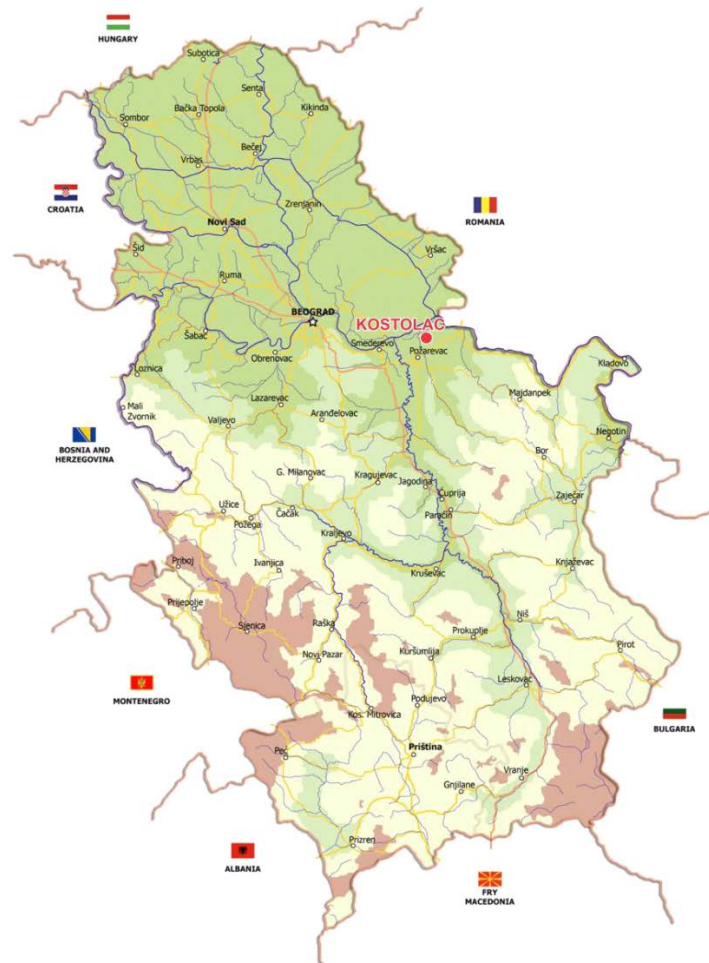 HUNGARY
Subotica
Senta
Bačka Topola
Kikinda
Sombor
Bečej
Vrbas
CROATIA
Zrenjanin
ROMANIA
Novi Sad
Šid
Vršac
Ruma
BEOGRAD
KOSTOLAC
Šabac
Smederevo
Obrenovac
Požarevac
Kladovo
Loznica
Majdanpek
Mali
Zvornik
Lazarevac
Aranđelovac
Valjevo
Negotin
BOSNIA AND
HERZEGOVINA
Bor
G. Milanovac
Kragujevac
Jagodina
Ćuprija
Zaječar
Užice
Čačak
Paraćin
Požega
Kraljevo
Priboj
Ivanjica
Kruševac
Knjaževac
Prijepolje
Niš
Sjenica
Raška
Prokuplje
Pirot
Novi Pazar
Kuršumlija
MONTENEGRO
Leskovac
Kos. Mitrovica
Podujevo
BULGARIA
Peć
Priština
Vranje
Gnjilane
Prizren
ALBANIA
FRY
MACEDONIA